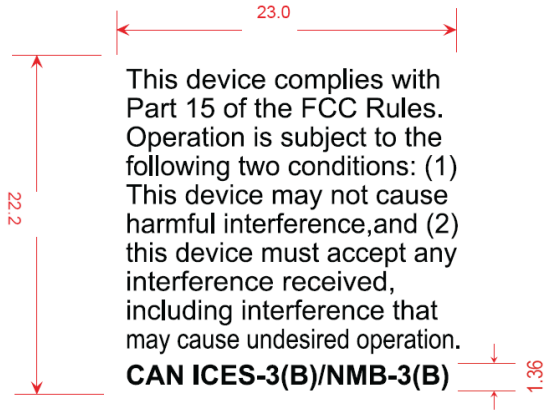 23.0
This device complies with
Part 15 of the FCC Rules.
Operation is subject to the
following two conditions: (1)
This device may not cause
harmful interference,and (2)
this device must accept any
interference received,
including interference that
may cause undesired operation.
CAN ICES-3(B)/NMB-3(B)
22.2
1.36